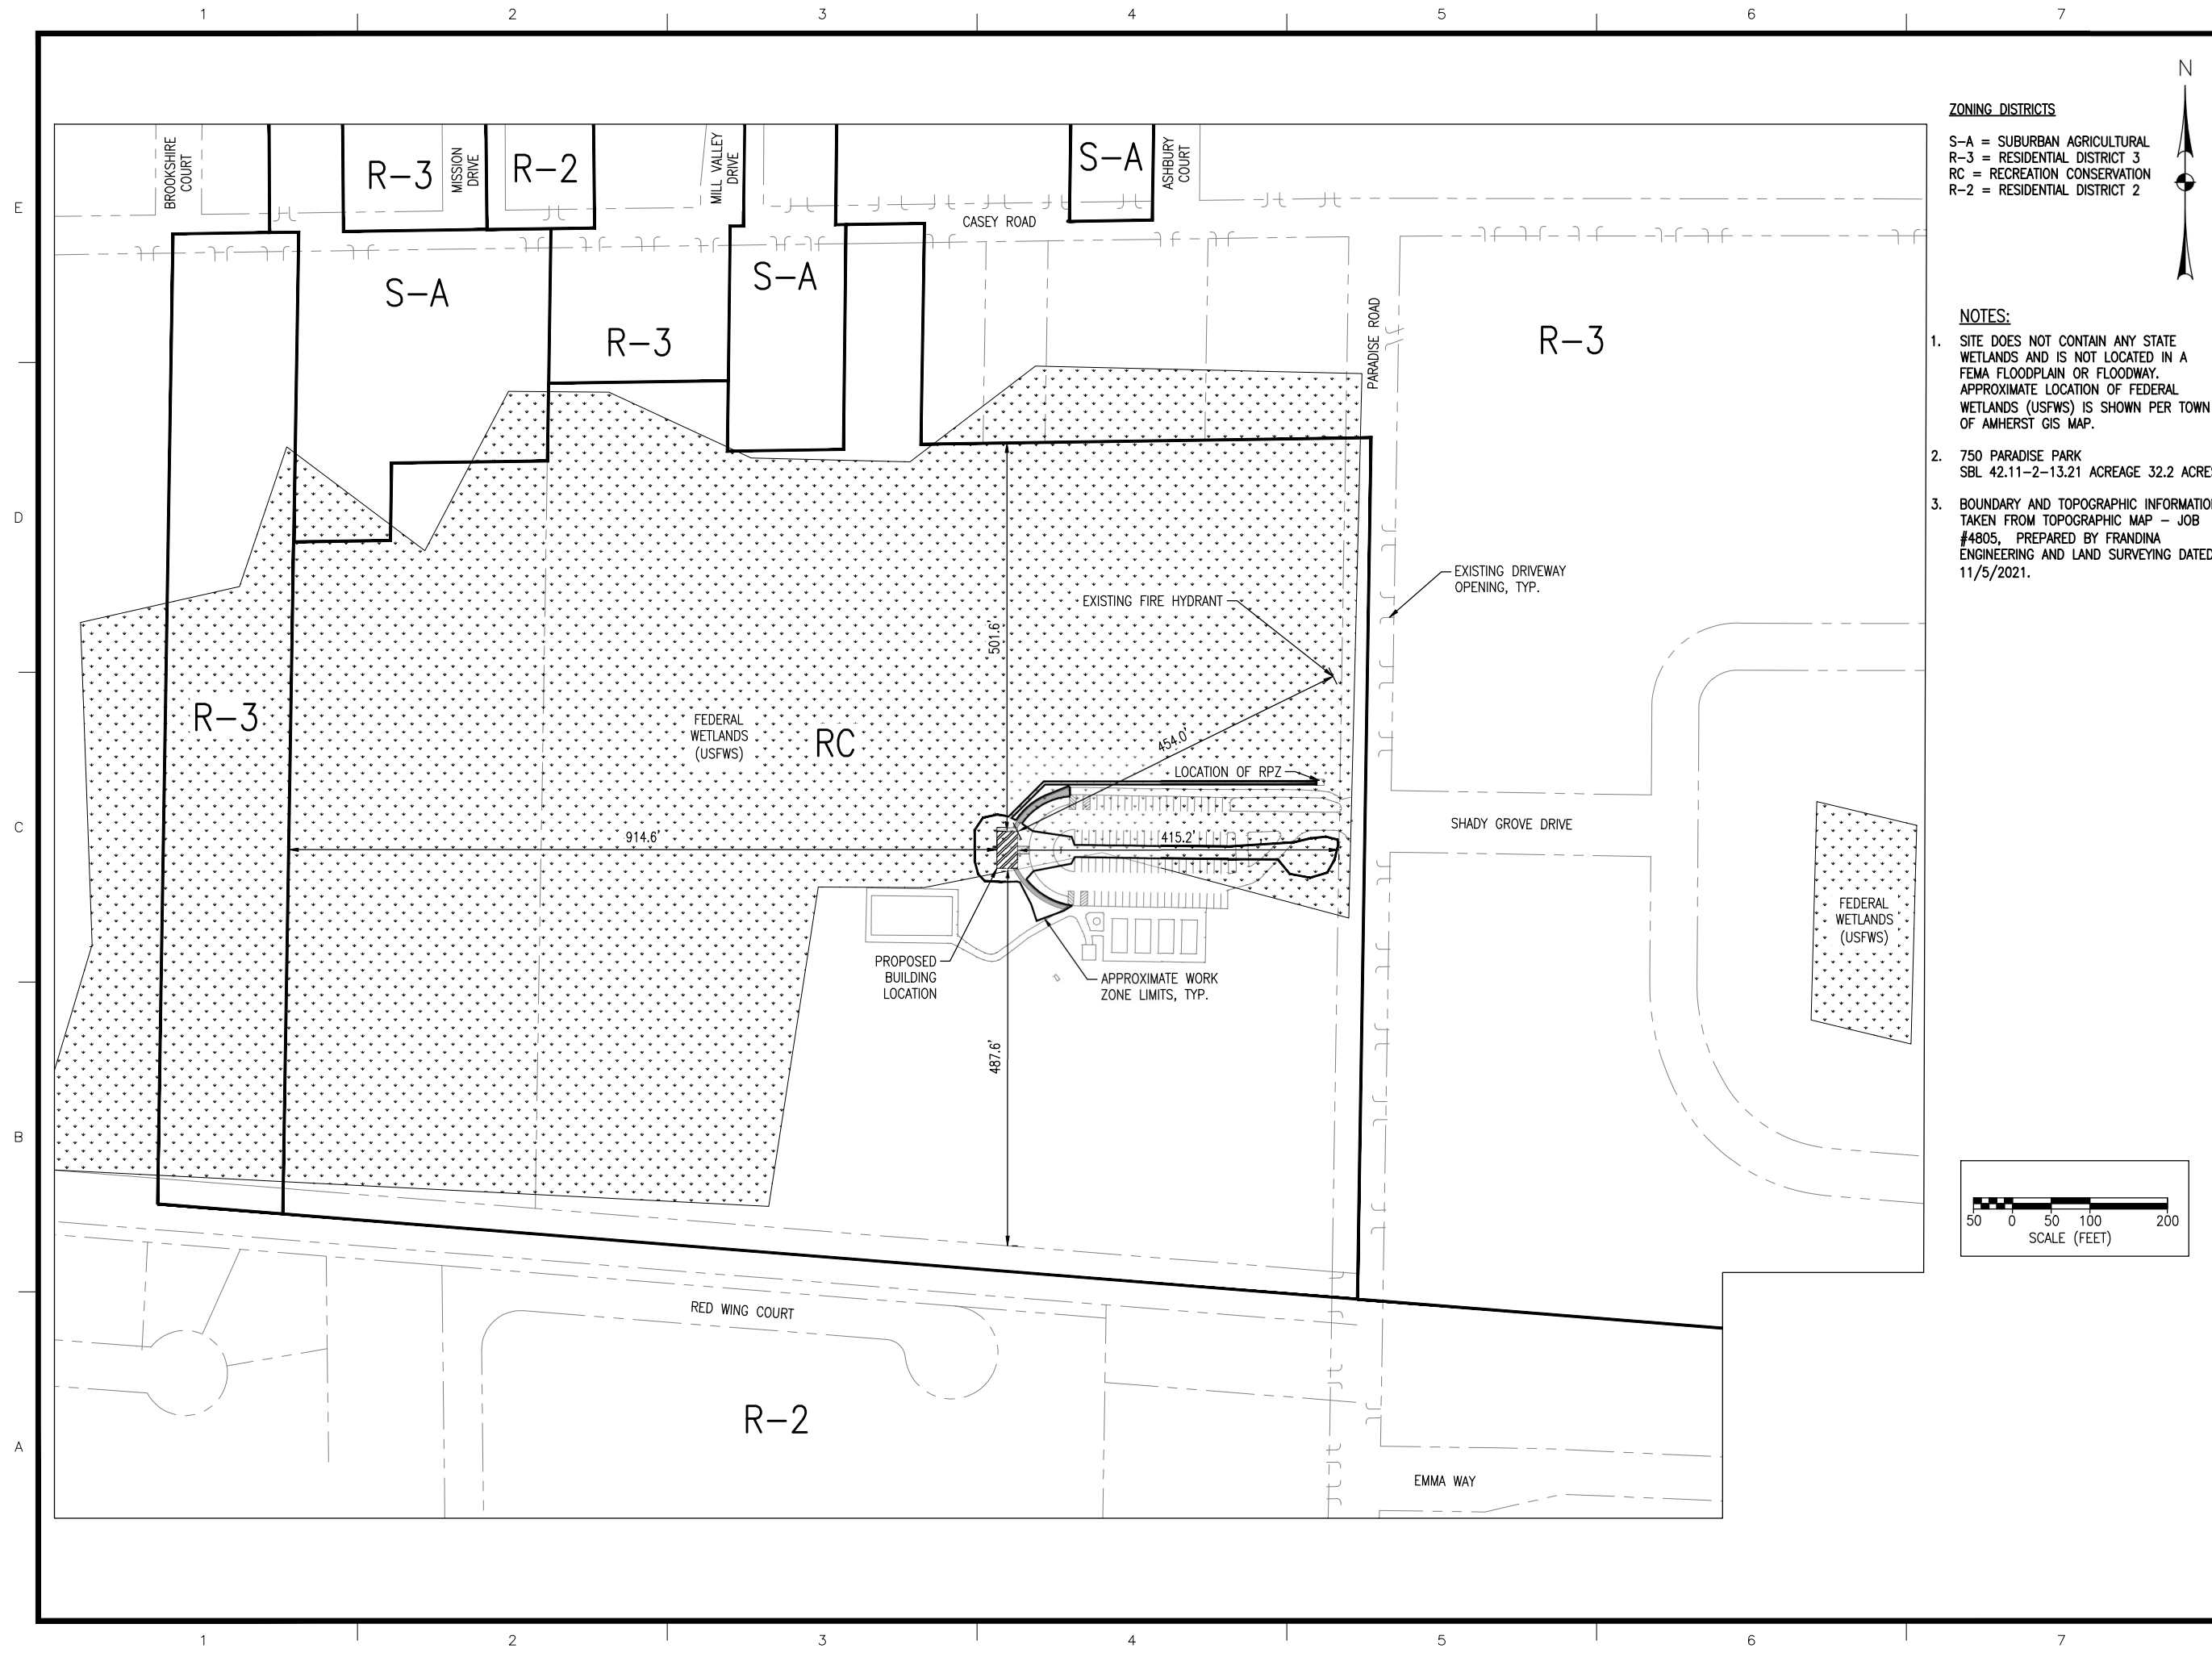 1 2 3 4 5 6 7
N
ZONING DISTRICTS
S-A = SUBURBAN AGRICULTURAL
R-3 = RESIDENTIAL DISTRICT 3
RC = RECREATION CONSERVATION
R-2 = RESIDENTIAL DISTRICT 2
BROOKSHIRE
COURT
R-3
MISSION
DRIVE
R-2
MILL VALLEY
DRIVE
S-A
ASHBURY
COURT
E
CASEY ROAD
S-A
S-A
R-3
PARADISE ROAD
R-3
NOTES:
1. SITE DOES NOT CONTAIN ANY STATE
WETLANDS AND IS NOT LOCATED IN A
FEMA FLOODPLAIN OR FLOODWAY.
APPROXIMATE LOCATION OF FEDERAL
WETLANDS (USFWS) IS SHOWN PER TOWN
OF AMHERST GIS MAP.
2. 750 PARADISE PARK
SBL 42.11-2-13.21 ACREAGE 32.2 ACRE
3. BOUNDARY AND TOPOGRAPHIC INFORMATIO
TAKEN FROM TOPOGRAPHIC MAP - JOB
#4805, PREPARED BY FRANDINA
ENGINEERING AND LAND SURVEYING DATED
11/5/2021.
D
EXISTING DRIVEWAY
OPENING, TYP.
EXISTING FIRE HYDRANT
501.6'
R-3
FEDERAL
WETLANDS
(USFWS)
RC
454.0'
LOCATION OF RPZ
C
914.6'
415.2'
SHADY GROVE DRIVE
FEDERAL
WETLANDS
(USFWS)
PROPOSED
BUILDING
LOCATION
APPROXIMATE WORK
ZONE LIMITS, TYP.
487.6'
B
50 0 50 100 200
SCALE (FEET)
RED WING COURT
R-2
A
EMMA WAY
1 2 3 4 5 6 7